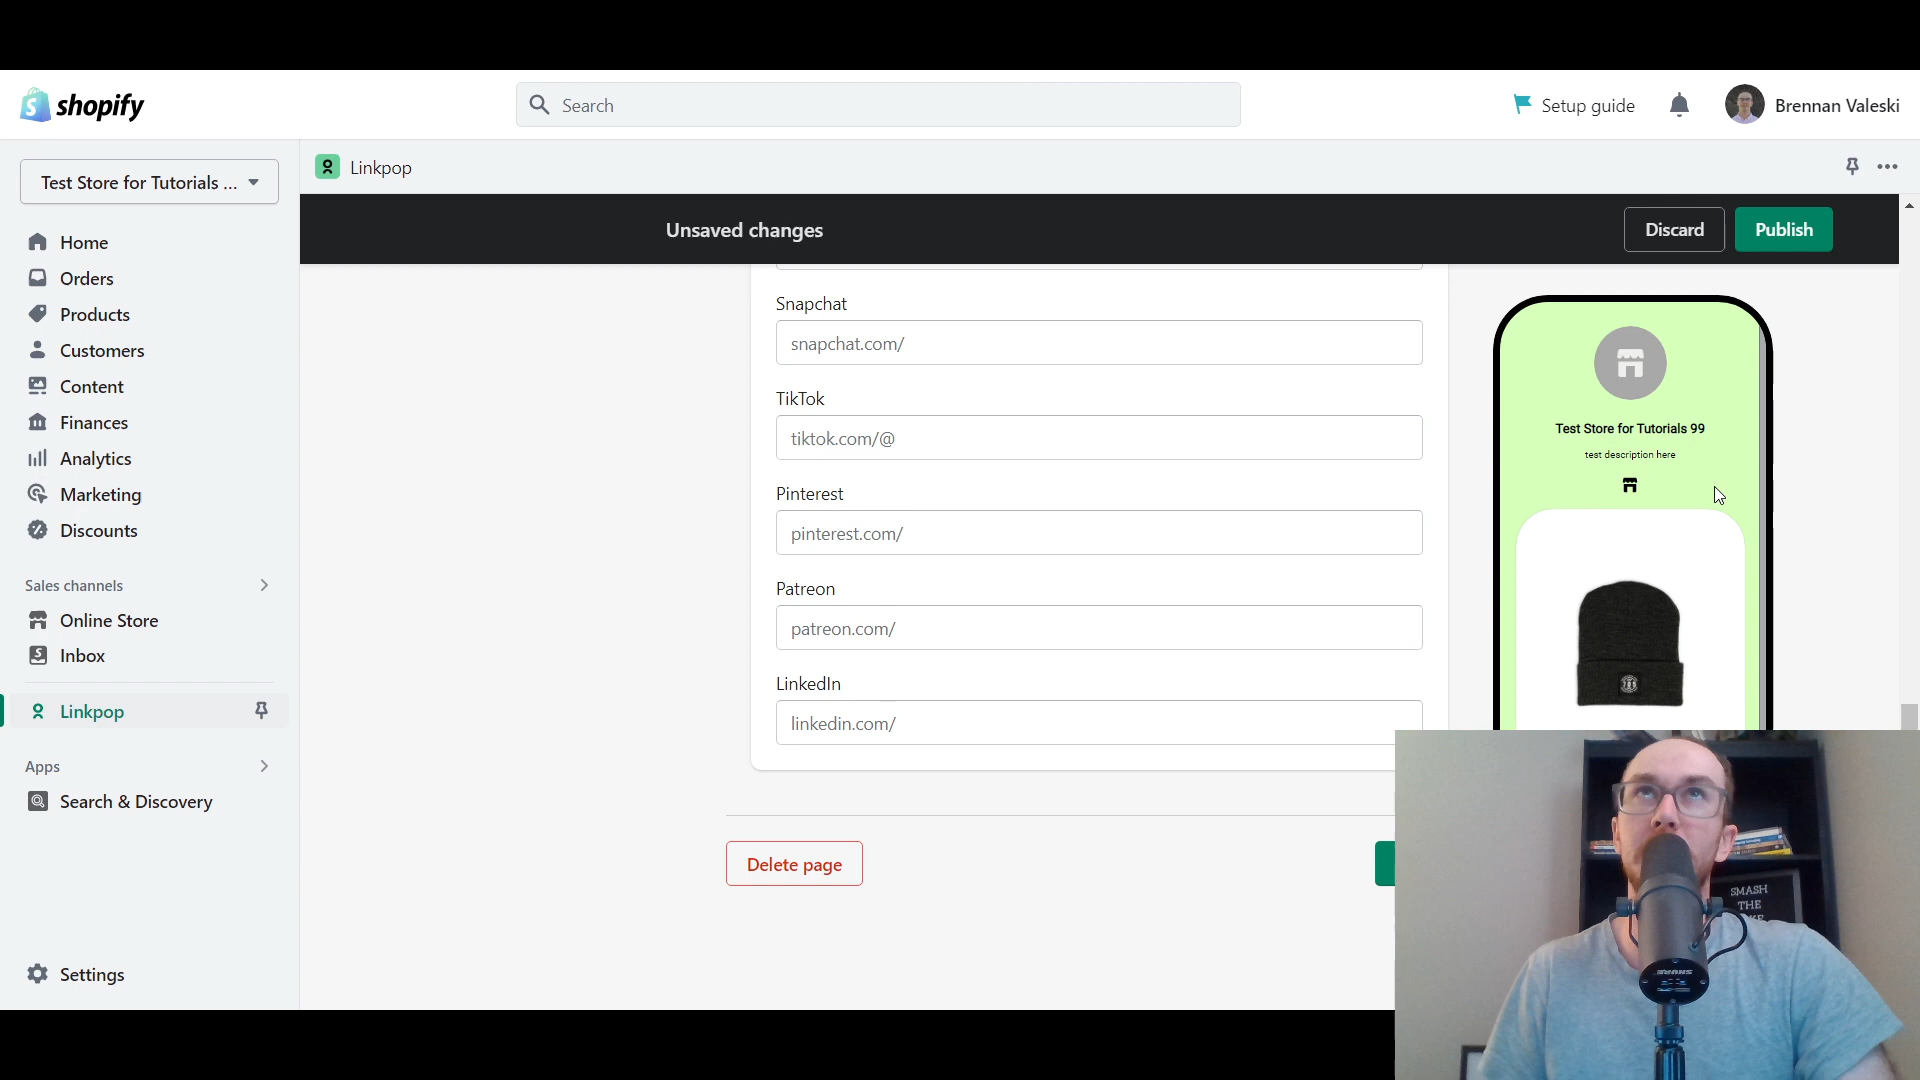 shopify
Search
Setup guide
Brennan Valeski
Test Store for Tutorials ...
Linkpop
Unsaved changes
Discard
Publish
Home
Orders
Products
Customers
Content
Finances
Analytics
Marketing
Discounts
Sales channels
Online Store
Inbox
Linkpop
Apps
Search & Discovery
Settings
Snapchat
snapchat.com/
TikTok
tiktok.com/@
Pinterest
pinterest.com/
Patreon
patreon.com/
LinkedIn
linkedin.com/
Delete page
Test Store for Tutorials 99
test description here
SMASH
THE
SHURE